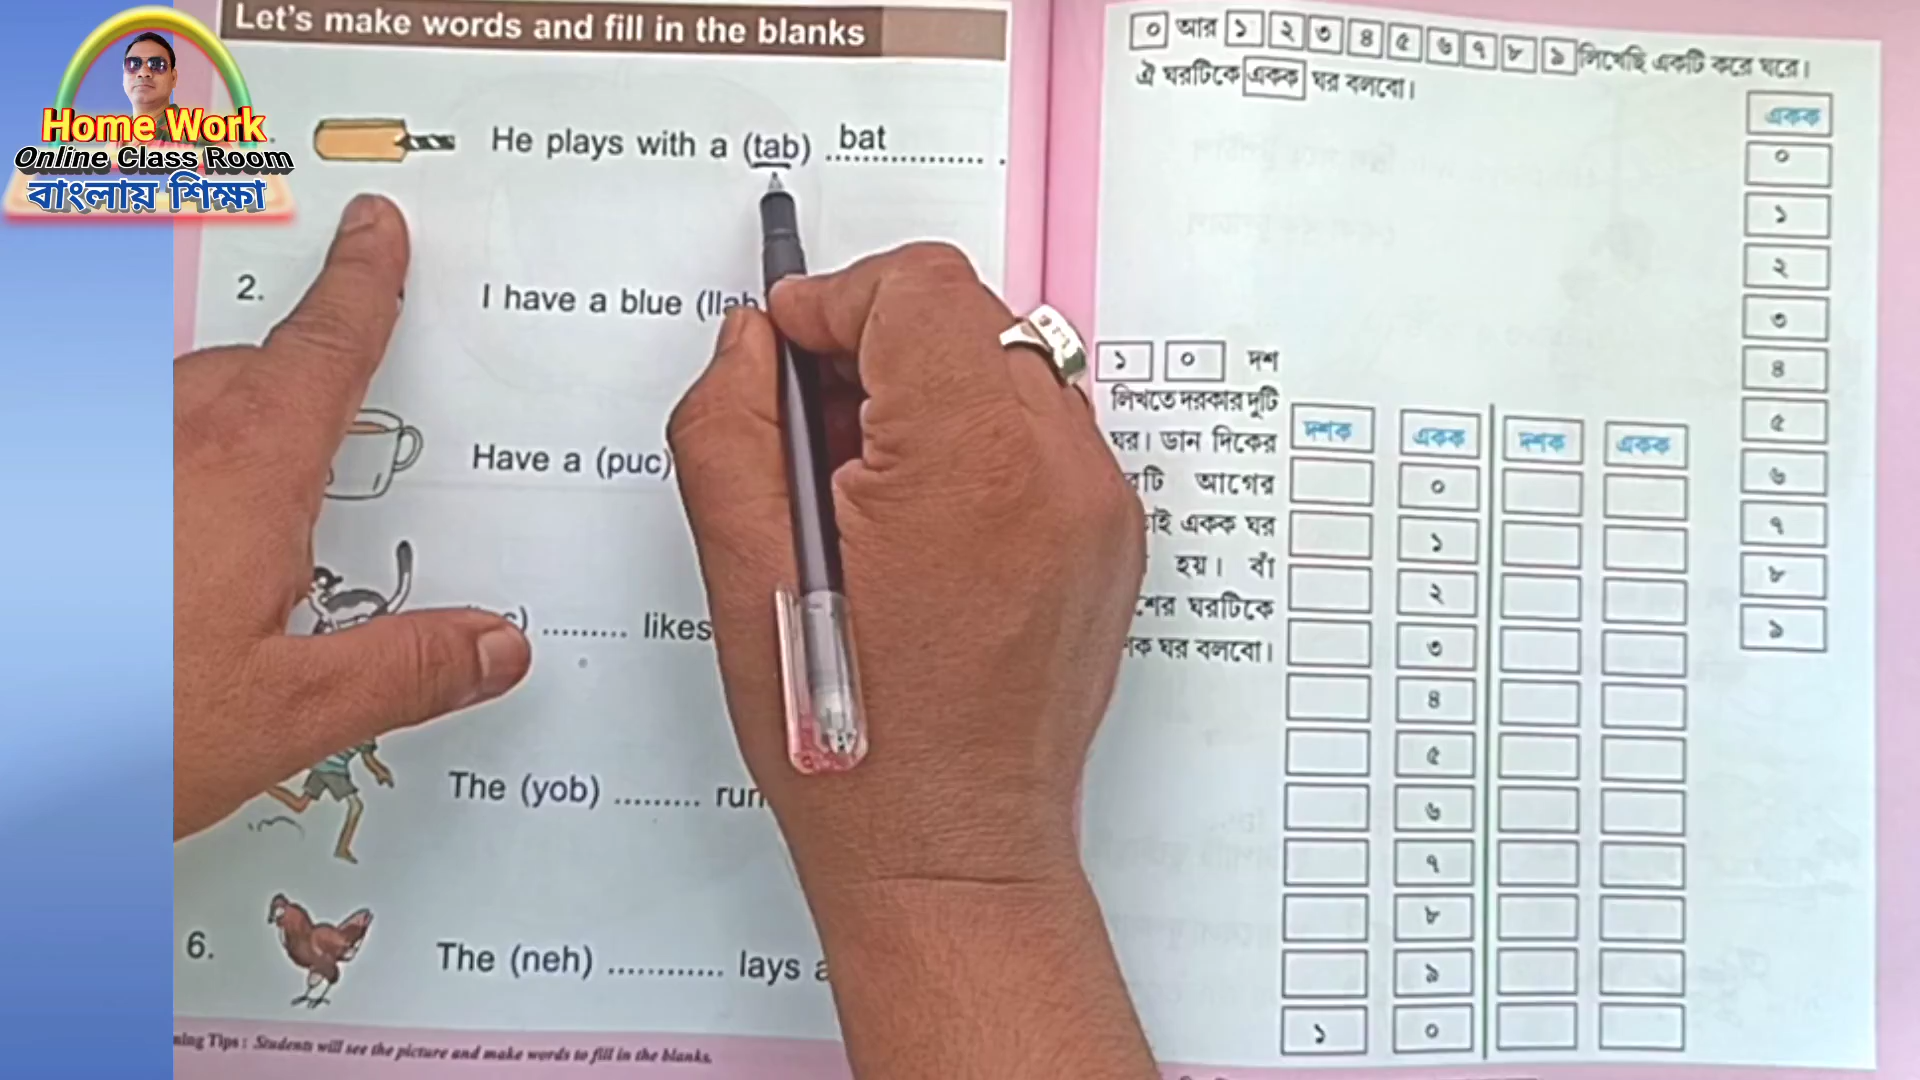 Home Work
Online Class Room
বাংলায় শিক্ষা
Let's make words and fill in the blanks
He plays with a (tab) bat .
2. I have a blue (llab
Have a (puc)
......... likes
The (yob) ......... run
6. The (neh) ............ lays a
Tips : Students will see the picture and make words to fill in the blanks.
০ আর ১ ২ ৩ ৪ ৫ ৬ ৭ ৮ ৯ লিখেছি একটি করে ঘরে।
ঐ ঘরটিকে একক ঘর বলবো।
একক
০
১
২
৩
৪
৫
৬
৭
৮
৯
১ ০ দশ
লিখতে দরকার দুটি
ঘর। ডান দিকের
আগের
একক ঘর
হয়। বাঁ
ঘরটিকে
ঘর বলবো।
দশক একক দশক একক
০
১
২
৩
৪
৫
৬
৭
৮
৯
১ ০